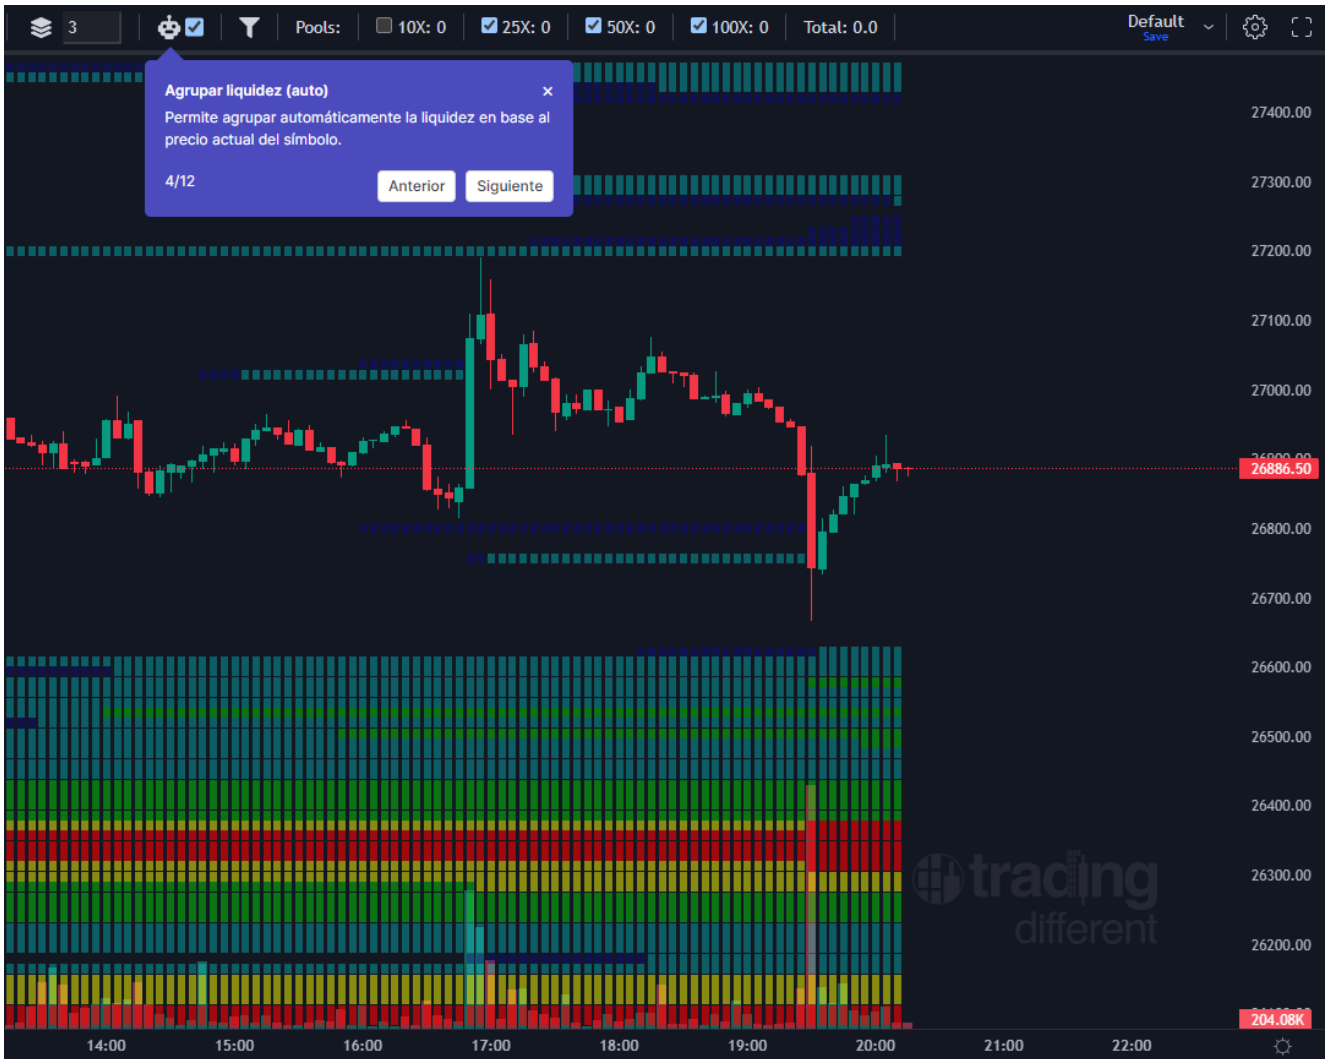 3
Pools:
10X: 0
25X: 0
50X: 0
100X: 0
Total: 0.0
Default
Save
Agrupar liquidez (auto)
×
Permite agrupar automáticamente la liquidez en base al
precio actual del símbolo.
4/12
Anterior
Siguiente
27400.00
27300.00
27200.00
27100.00
27000.00
26886.50
26800.00
26700.00
26600.00
26500.00
26400.00
26300.00
26200.00
204.08K
trading
different
14:00
15:00
16:00
17:00
18:00
19:00
20:00
21:00
22:00